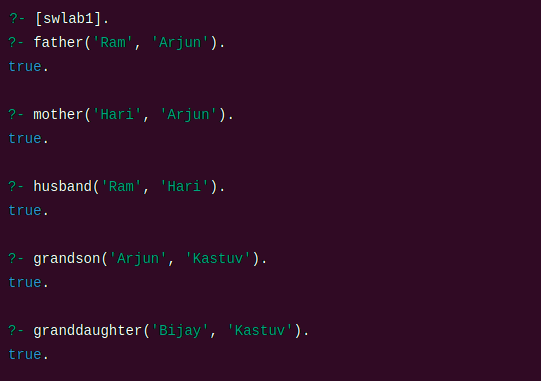 ?- [swlab1].
?- father('Ram', 'Arjun').
true.
?- mother('Hari', 'Arjun').
true.
?- husband('Ram', 'Hari').
true.
?- grandson('Arjun', 'Kastuv').
true.
?- granddaughter('Bijay', 'Kastuv').
true.